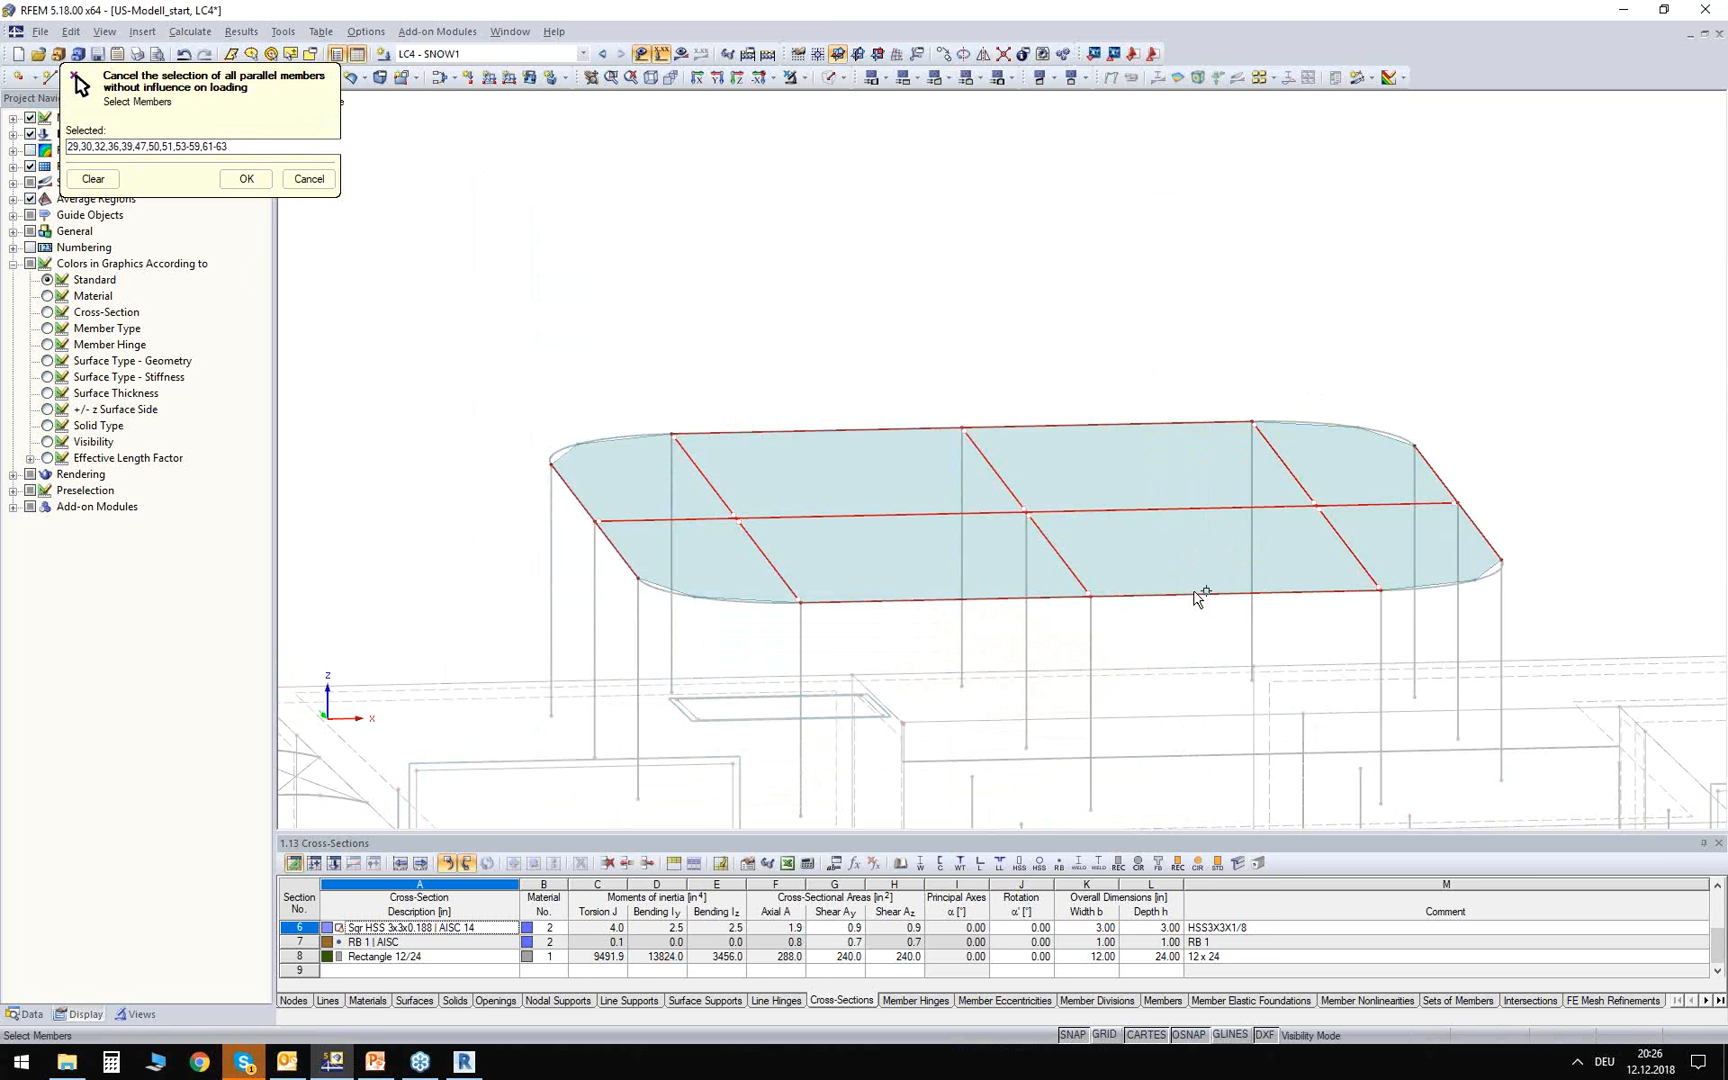 RFEM 5.18.00 x64 - [US-Modell_start, LC4*]
File Edit View Insert Calculate Results Tools Table Options Add-on Modules Window Help
LC4 - SNOW1
Cancel the selection of all parallel members
without influence on loading
Select Members
Selected:
29,30,32,36,39,47,50,51,53-59,61-63
Clear OK Cancel
Project Navi
Average Regions
Guide Objects
General
Numbering
Colors in Graphics According to
Standard
Material
Cross-Section
Member Type
Member Hinge
Surface Type - Geometry
Surface Type - Stiffness
Surface Thickness
+/- z Surface Side
Solid Type
Visibility
Effective Length Factor
Rendering
Preselection
Add-on Modules
Z
X
1.13 Cross-Sections
A B C D E F G H I J K L M
Section Cross-Section Material Moments of inertia [in⁴] Cross-Sectional Areas [in²] Principal Axes Rotation Overall Dimensions [in]
No. Description [in] No. Torsion J Bending Iy Bending Iz Axial A Shear Ay Shear Az α [°] α' [°] Width b Depth h Comment
6 Sqr HSS 3x3x0.188 | AISC 14 2 4.0 2.5 2.5 1.9 0.9 0.9 0.00 0.00 3.00 3.00 HSS3X3X1/8
7 RB 1 | AISC 2 0.1 0.0 0.0 0.8 0.7 0.7 0.00 0.00 1.00 1.00 RB 1
8 Rectangle 12/24 1 9491.9 13824.0 3456.0 288.0 240.0 240.0 0.00 0.00 12.00 24.00 12 x 24
9
Nodes Lines Materials Surfaces Solids Openings Nodal Supports Line Supports Surface Supports Line Hinges Cross-Sections Member Hinges Member Eccentricities Member Divisions Members Member Elastic Foundations Member Nonlinearities Sets of Members Intersections FE Mesh Refinements
Data Display Views
Select Members SNAP GRID CARTES OSNAP GLINES DXF Visibility Mode
DEU 20:26
12.12.2018